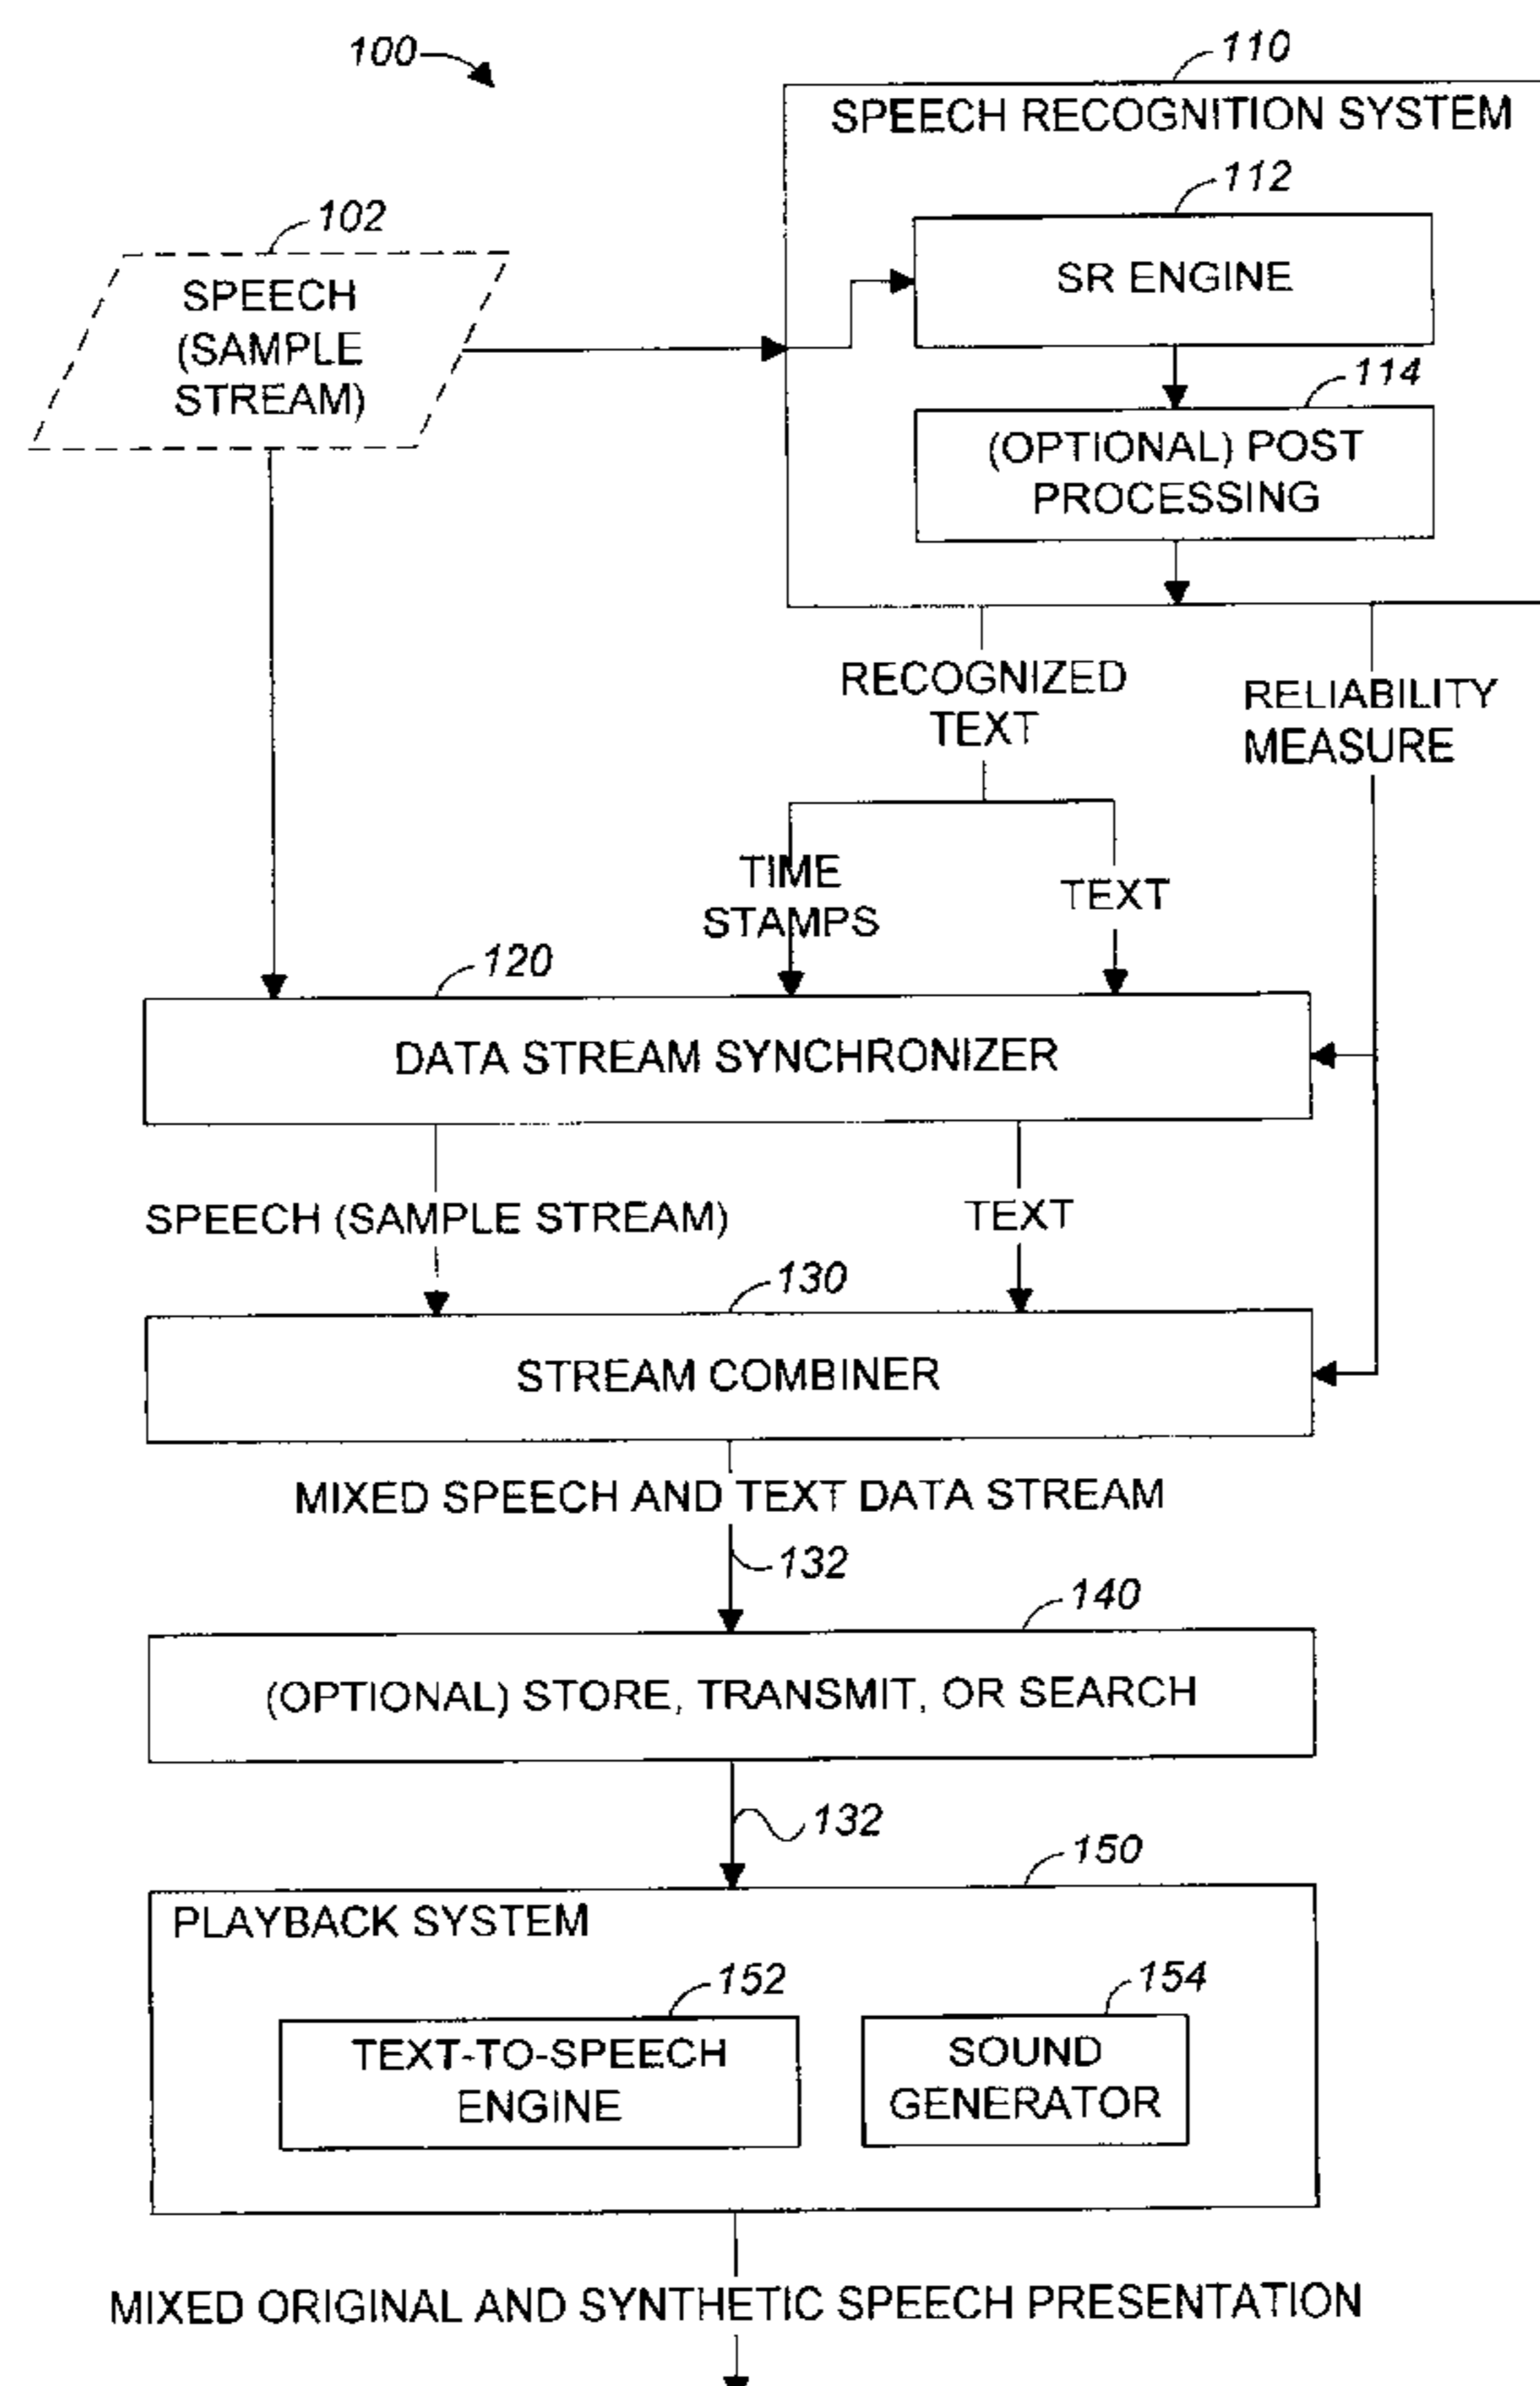 100
110
SPEECH RECOGNITION SYSTEM
112
SR ENGINE
102
SPEECH
(SAMPLE
STREAM)
114
(OPTIONAL) POST
PROCESSING
RECOGNIZED
TEXT
RELIABILITY
MEASURE
TIME
STAMPS
TEXT
120
DATA STREAM SYNCHRONIZER
SPEECH (SAMPLE STREAM)
TEXT
130
STREAM COMBINER
MIXED SPEECH AND TEXT DATA STREAM
132
140
(OPTIONAL) STORE, TRANSMIT, OR SEARCH
132
150
PLAYBACK SYSTEM
152
TEXT-TO-SPEECH
ENGINE
154
SOUND
GENERATOR
MIXED ORIGINAL AND SYNTHETIC SPEECH PRESENTATION